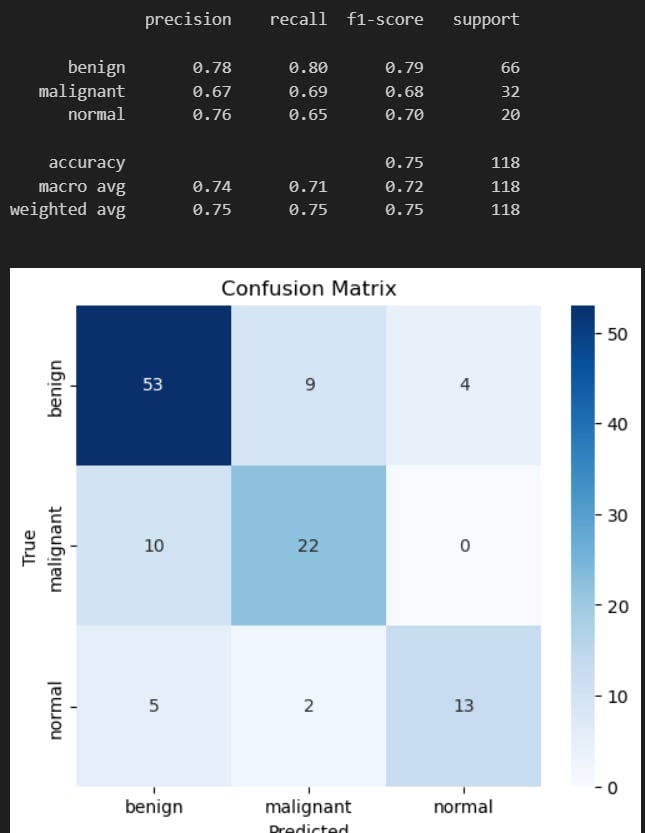 precision recall f1-score support
benign 0.78 0.80 0.79 66
malignant 0.67 0.69 0.68 32
normal 0.76 0.65 0.70 20
accuracy 0.75 118
macro avg 0.74 0.71 0.72 118
weighted avg 0.75 0.75 0.75 118
Confusion Matrix
benign 53 9 4
malignant 10 22 0
normal 5 2 13
True
benign malignant normal
Predicted
50
40
30
20
10
0